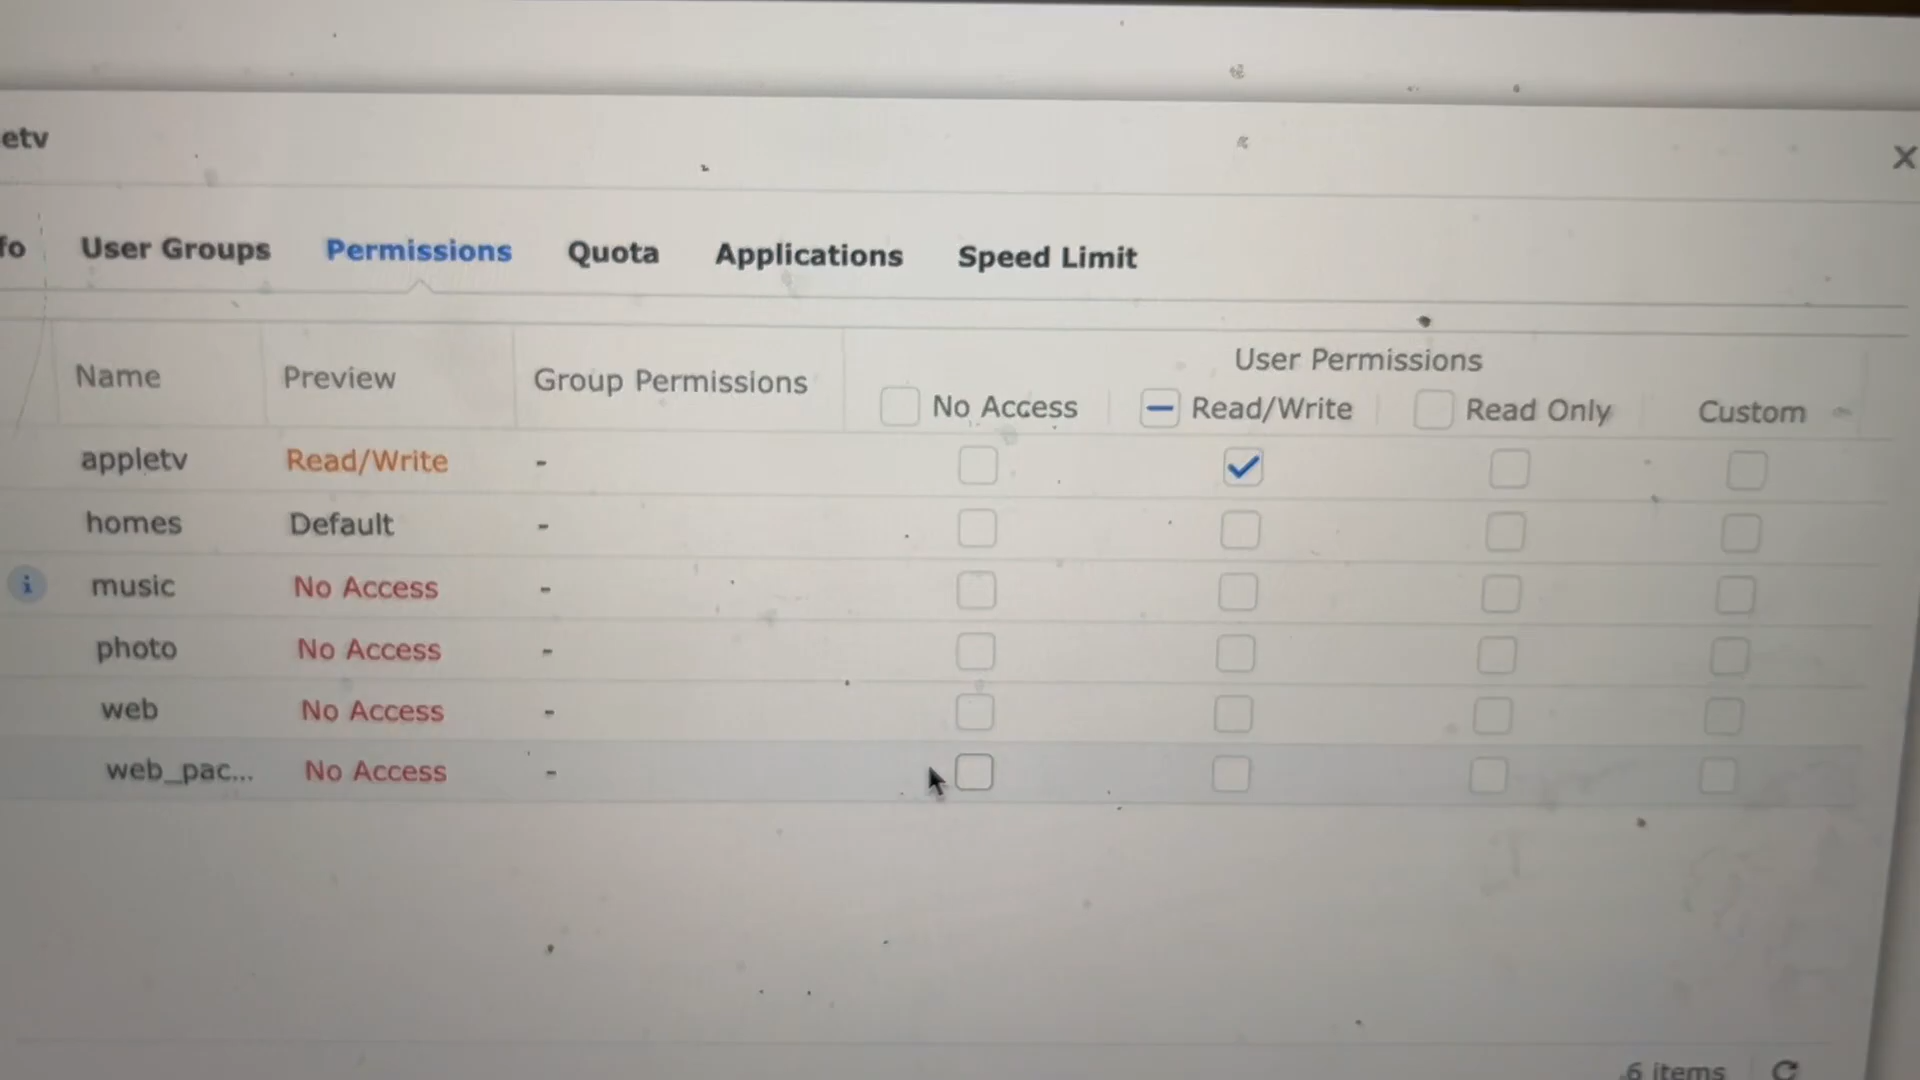 etv X
fo User Groups Permissions Quota Applications Speed Limit
Name Preview Group Permissions User Permissions
No Access Read/Write Read Only Custom
appletv Read/Write -
homes Default -
i music No Access -
photo No Access -
web No Access -
web_pac... No Access -
6 items